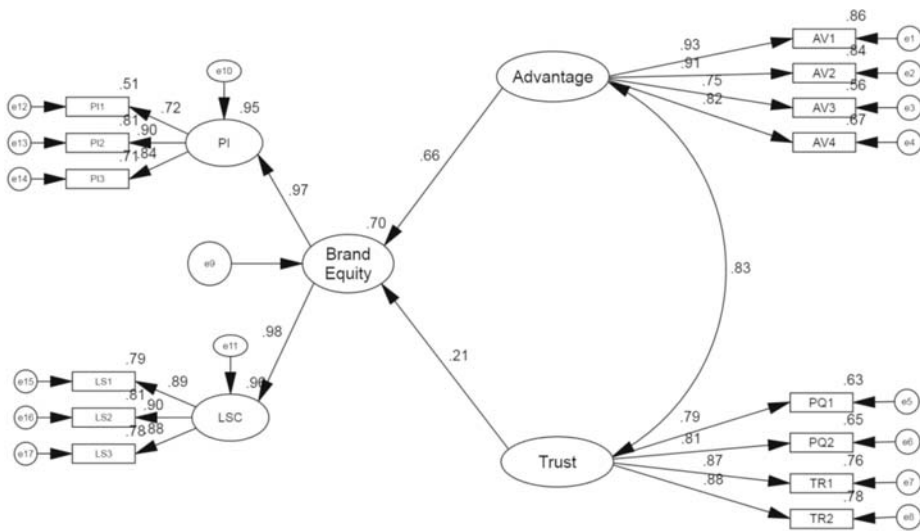 .86
.93
AV1
e1
.84
.91
AV2
e2
.56
.75
AV3
e3
.67
.82
AV4
e4
Advantage
e10
.51
.95
e12
PI1
.72
.81
e13
PI2
.90
PI
.71
.84
e14
PI3
.66
.97
.70
e9
Brand
Equity
.83
.98
.21
e11
.79
.96
e15
LS1
.89
.81
e16
LS2
.90
LSC
.78
.88
e17
LS3
.63
.79
PQ1
e5
.65
.81
PQ2
e6
Trust
.76
.87
TR1
e7
.78
.88
TR2
e8